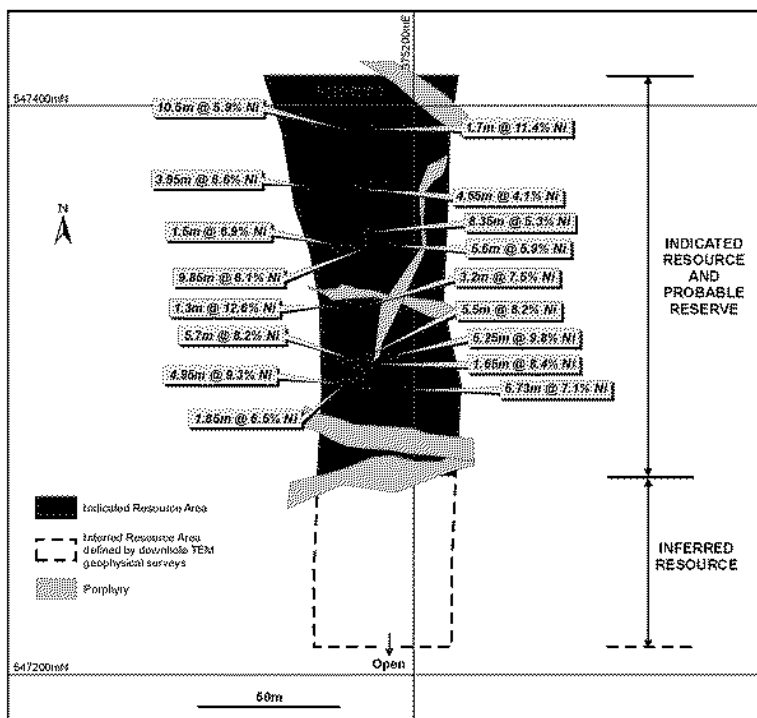 575200mE
547400mN
10.5m @ 5.9% Ni
1.7m @ 11.4% Ni
3.95m @ 6.6% Ni
4.55m @ 4.1% Ni
8.35m @ 5.3% Ni
1.5m @ 6.9% Ni
5.6m @ 5.9% Ni
9.85m @ 6.1% Ni
3.2m @ 7.5% Ni
1.3m @ 12.6% Ni
5.5m @ 8.2% Ni
5.7m @ 8.2% Ni
5.25m @ 9.8% Ni
1.65m @ 8.4% Ni
4.95m @ 9.3% Ni
5.73m @ 7.1% Ni
1.85m @ 6.5% Ni
N
INDICATED
RESOURCE
AND
PROBABLE
RESERVE
Indicated Resource Area
Inferred Resource Area
defined by downhole TEM
geophysical surveys
Porphyry
INFERRED
RESOURCE
Open
547200mN
50m